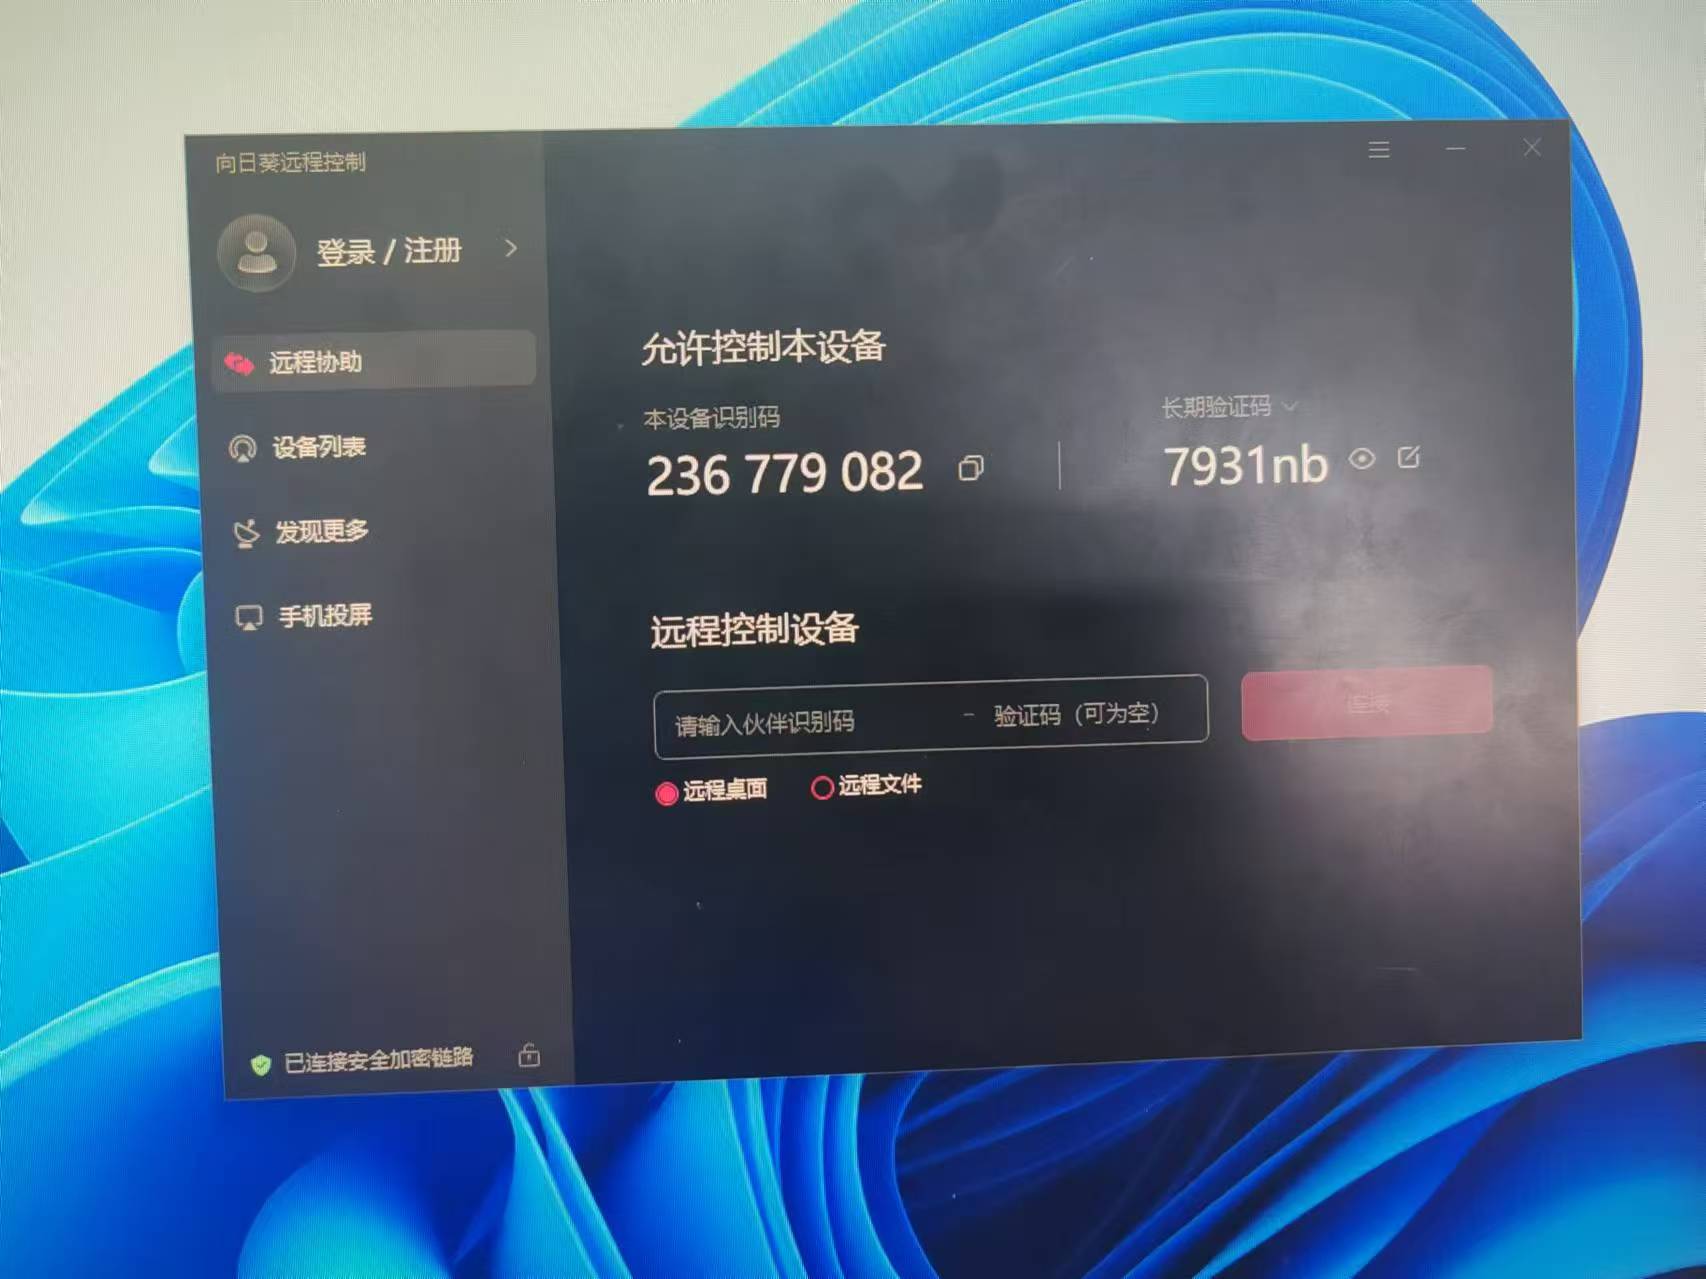 向日葵远程控制
登录 / 注册
远程协助
设备列表
发现更多
手机投屏
已连接安全加密链路
允许控制本设备
本设备识别码
236 779 082
长期验证码
7931nb
远程控制设备
请输入伙伴识别码 - 验证码（可为空）
连接
远程桌面 远程文件